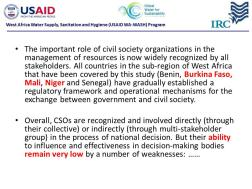 USAID
FROM THE AMERICAN PEOPLE
Global
Water for
Sustainability
IRC
West Africa Water Supply, Sanitation and Hygiene (USAID WA-WASH) Program
• The important role of civil society organizations in the
management of resources is now widely recognized by all
stakeholders. All countries in the sub-region of West Africa
that have been covered by this study (Benin, Burkina Faso,
Mali, Niger and Senegal) have gradually established a
regulatory framework and operational mechanisms for the
exchange between government and civil society.
• Overall, CSOs are recognized and involved directly (through
their collective) or indirectly (through multi-stakeholder
group) in the process of national decision. But their ability
to influence and effectiveness in decision-making bodies
remain very low by a number of weaknesses: ......